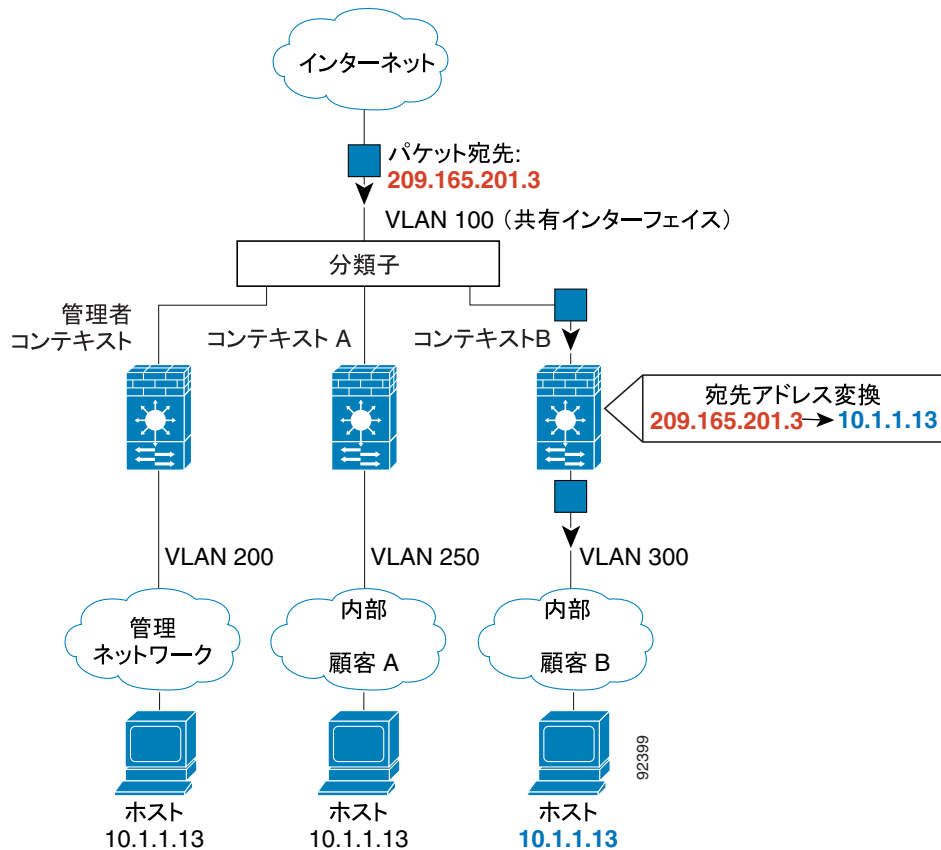 インターネット
パケット宛先:
209.165.201.3
VLAN 100（共有インターフェイス）
分類子
管理者
コンテキスト
コンテキスト A
コンテキストB
宛先アドレス変換
209.165.201.3 10.1.1.13
VLAN 200
VLAN 250
VLAN 300
管理
ネットワーク
内部
顧客 A
内部
顧客 B
92399
ホスト
10.1.1.13
ホスト
10.1.1.13
ホスト
10.1.1.13